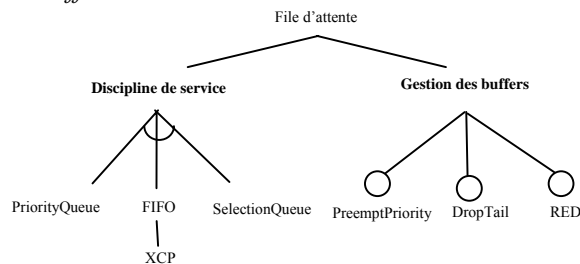 File d'attente
Discipline de service
Gestion des buffers
PriorityQueue
FIFO
SelectionQueue
PreemptPriority
DropTail
RED
XCP